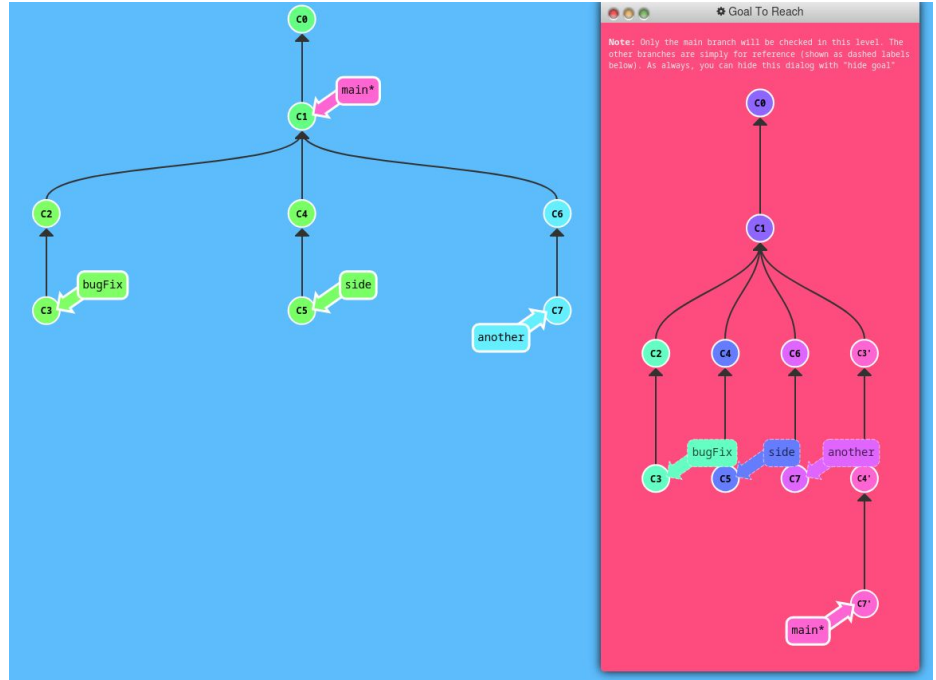 C0
main*
C1
C2
C4
C6
bugFix
side
C3
C5
C7
another
Goal To Reach
Note: Only the main branch will be checked in this level. The
other branches are simply for reference (shown as dashed labels
below). As always, you can hide this dialog with "hide goal"
C0
C1
C2
C4
C6
C3'
bugFix
side
another
C3
C5
C7
C4'
C7'
main*